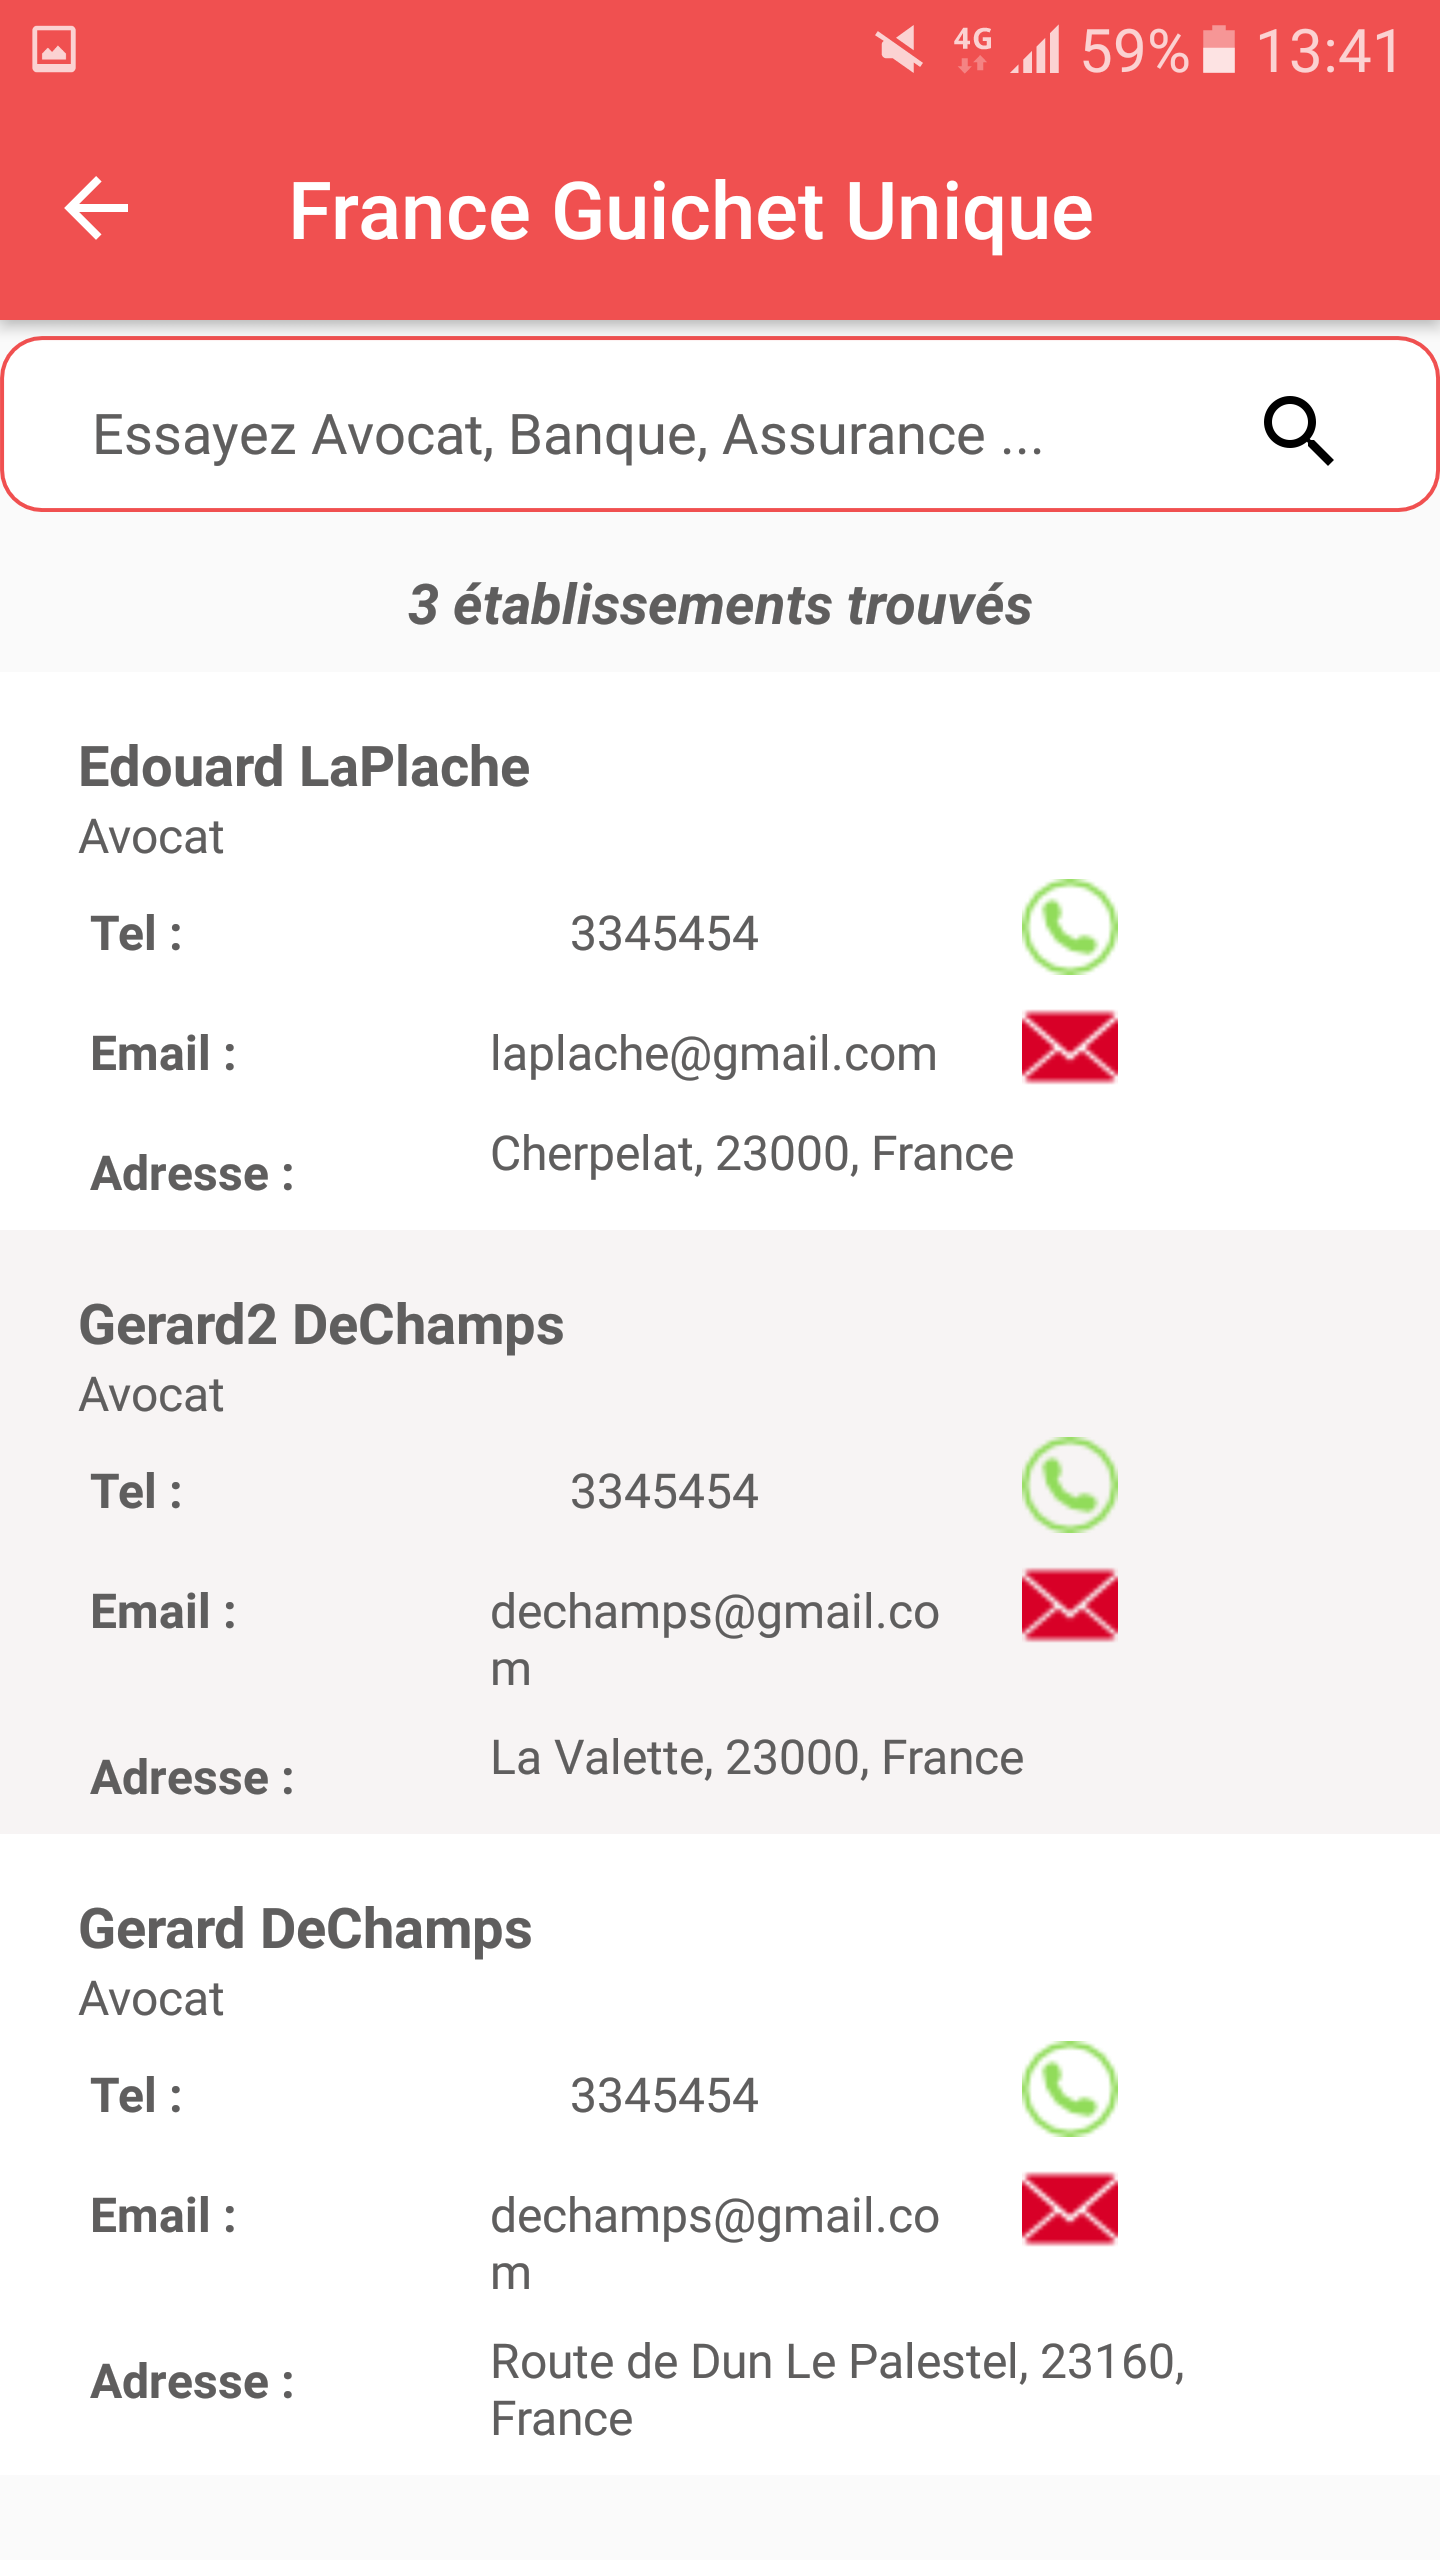 4G 59% 13:41
France Guichet Unique
Essayez Avocat, Banque, Assurance ...
3 établissements trouvés
Edouard LaPlache
Avocat
Tel : 3345454
Email : laplache@gmail.com
Adresse : Cherpelat, 23000, France
Gerard2 DeChamps
Avocat
Tel : 3345454
Email : dechamps@gmail.co
m
Adresse : La Valette, 23000, France
Gerard DeChamps
Avocat
Tel : 3345454
Email : dechamps@gmail.co
m
Adresse : Route de Dun Le Palestel, 23160,
France